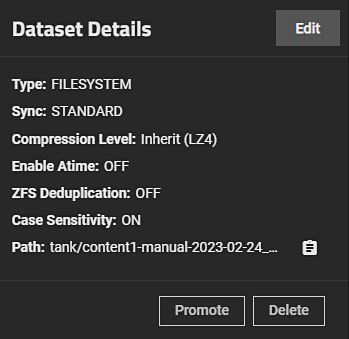 Dataset Details
Edit
Type: FILESYSTEM
Sync: STANDARD
Compression Level: Inherit (LZ4)
Enable Atime: OFF
ZFS Deduplication: OFF
Case Sensitivity: ON
Path: tank/content1-manual-2023-02-24_...
Promote
Delete